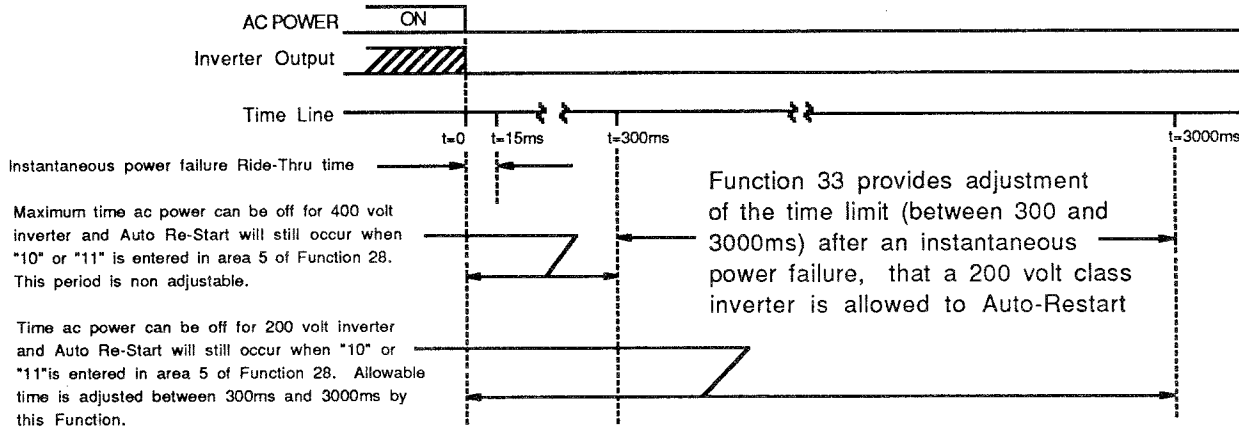 AC POWER
ON
Inverter Output
Time Line
t=0
t=15ms
t=300ms
t=3000ms
Instantaneous power failure Ride-Thru time
Maximum time ac power can be off for 400 volt
inverter and Auto Re-Start will still occur when
"10" or "11" is entered in area 5 of Function 28.
This period is non adjustable.
Function 33 provides adjustment
of the time limit (between 300 and
3000ms) after an instantaneous
power failure, that a 200 volt class
inverter is allowed to Auto-Restart
Time ac power can be off for 200 volt inverter
and Auto Re-Start will still occur when "10" or
"11"is entered in area 5 of Function 28. Allowable
time is adjusted between 300ms and 3000ms by
this Function.